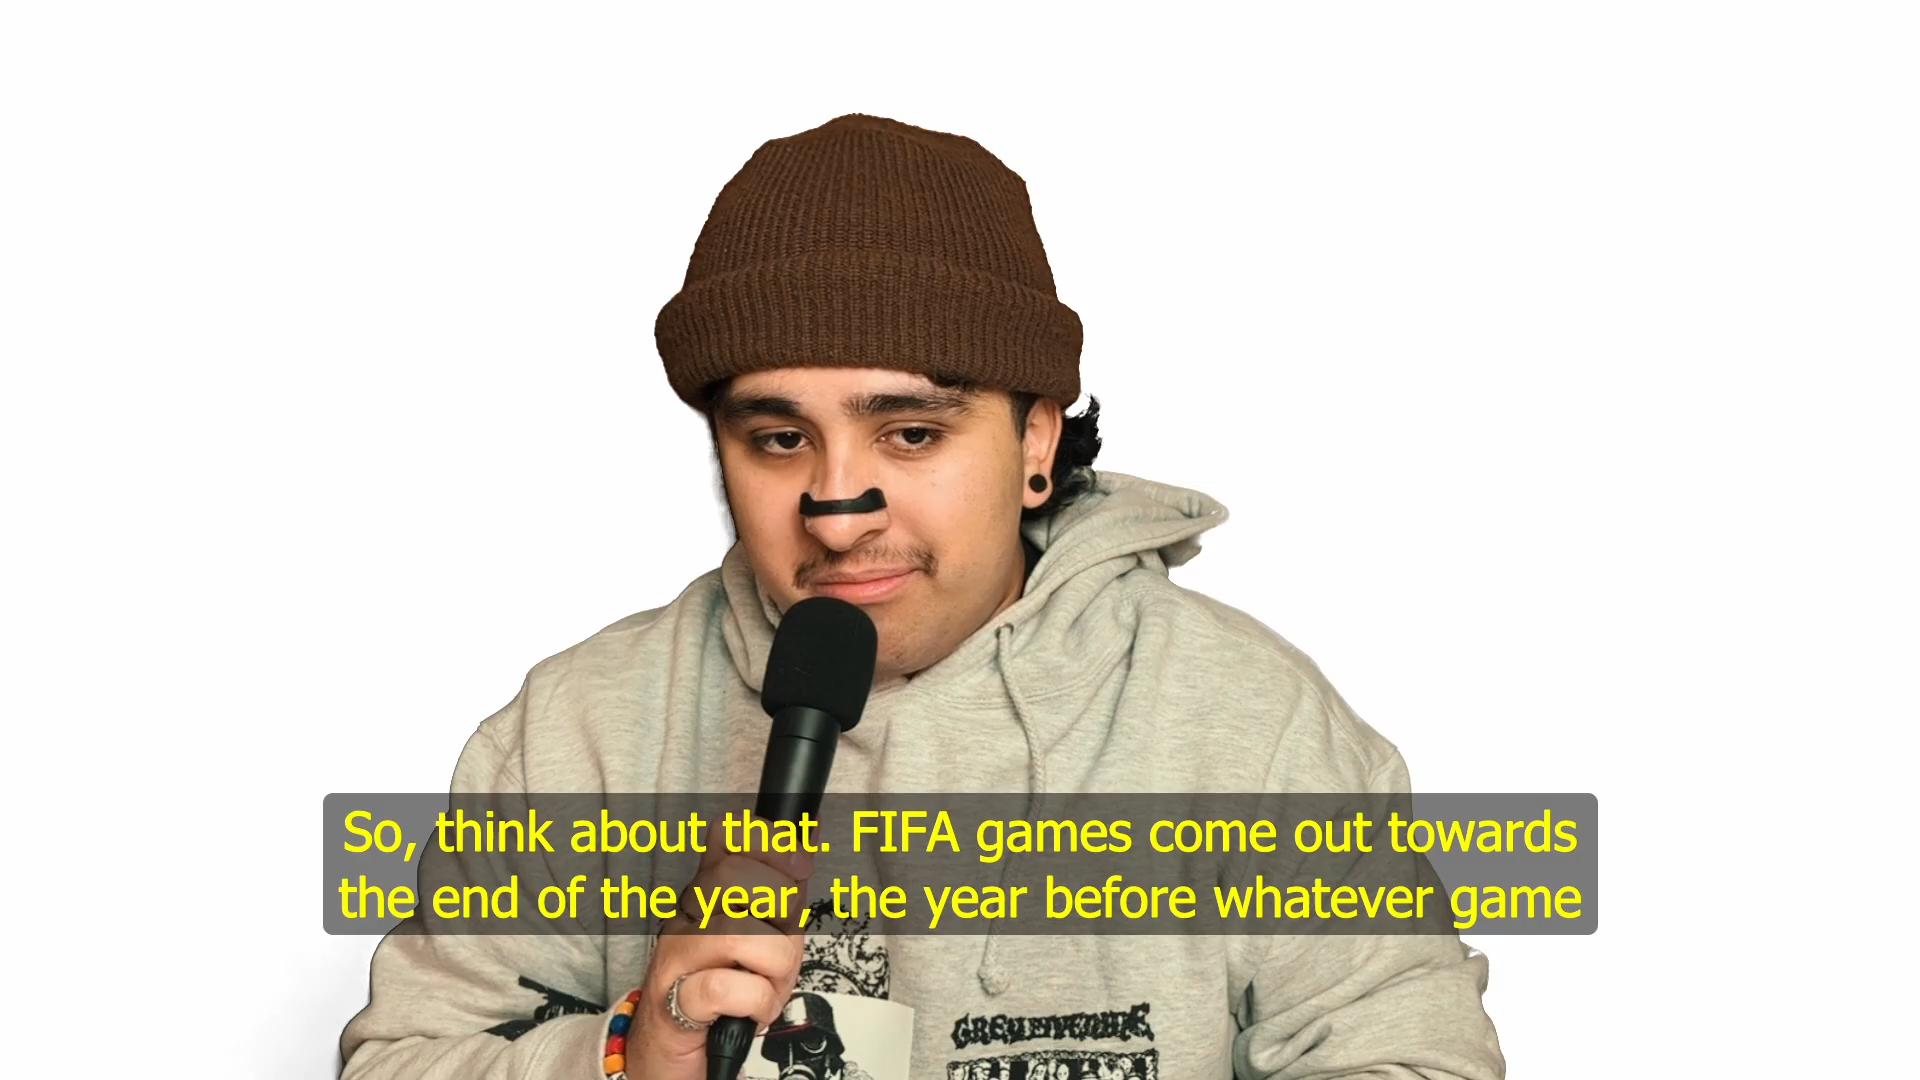 So, think about that. FIFA games come out towards
the end of the year, the year before whatever game